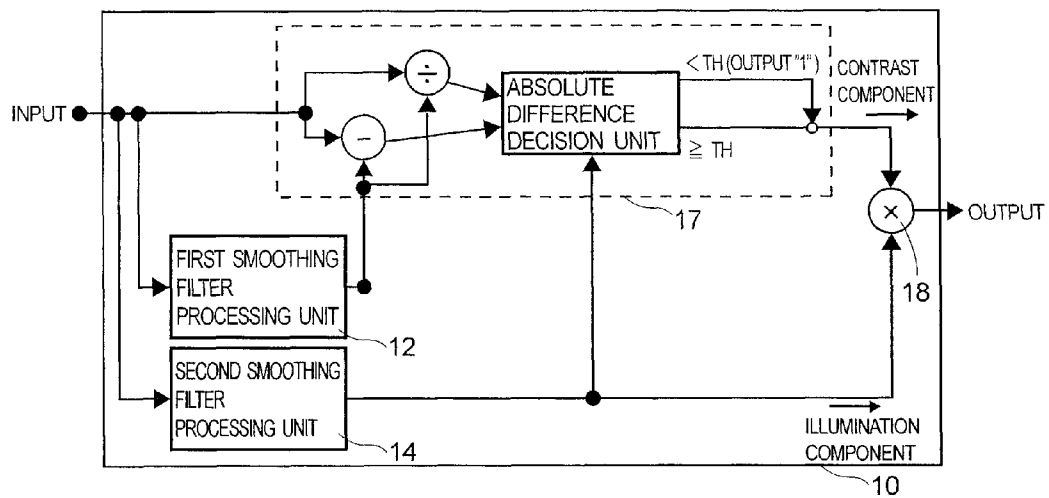 INPUT
÷
−
ABSOLUTE
DIFFERENCE
DECISION UNIT
< TH (OUTPUT "1")
≧ TH
CONTRAST
COMPONENT
17
×
OUTPUT
18
FIRST SMOOTHING
FILTER
PROCESSING UNIT
12
SECOND SMOOTHING
FILTER
PROCESSING UNIT
14
ILLUMINATION
COMPONENT
10